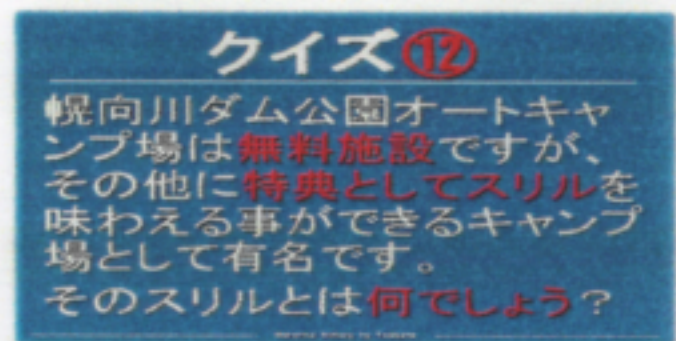 クイズ⑫
幌向川ダム公園オートキャ
ンプ場は無料施設ですが、
その他に特典としてスリルを
味わえる事ができるキャンプ
場として有名です。
そのスリルとは何でしょう？